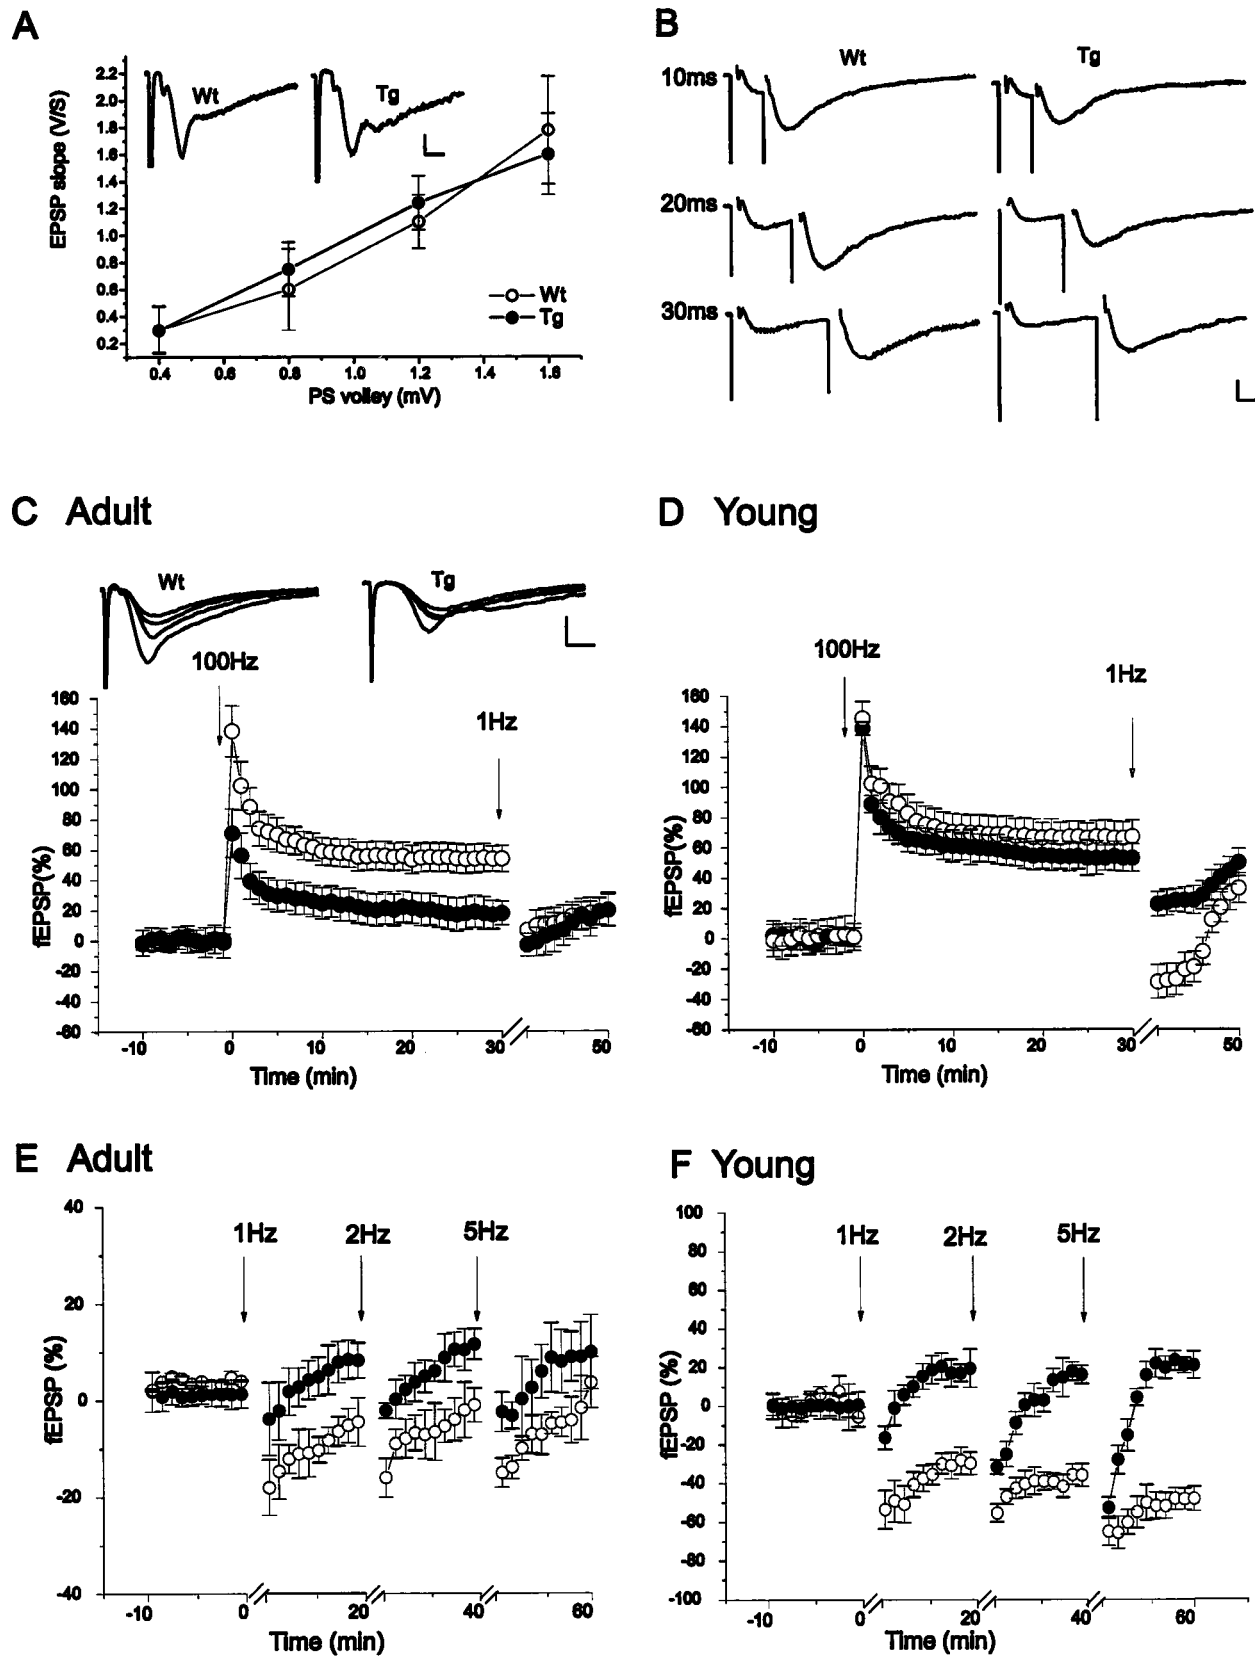 A
EPSP slope (V/S)
2.2
2.0
1.8
1.6
1.4
1.2
1.0
0.8
0.6
0.4
0.2
Wt
Tg
Wt
Tg
0.4 0.6 0.8 1.0 1.2 1.4 1.6
PS volley (mV)
B
Wt
Tg
10ms
20ms
30ms
C Adult
Wt
Tg
100Hz
1Hz
fEPSP(%)
160
140
120
100
80
60
40
20
0
-20
-40
-60
-10 0 10 20 30 50
Time (min)
D Young
100Hz
1Hz
fEPSP(%)
160
140
120
100
80
60
40
20
0
-20
-40
-60
-10 0 10 20 30 50
Time (min)
E Adult
1Hz 2Hz 5Hz
fEPSP (%)
40
20
0
-20
-40
-10 0 20 40 60
Time (min)
F Young
1Hz 2Hz 5Hz
fEPSP (%)
100
80
60
40
20
0
-20
-40
-60
-80
-100
-10 0 20 40 60
Time (min)